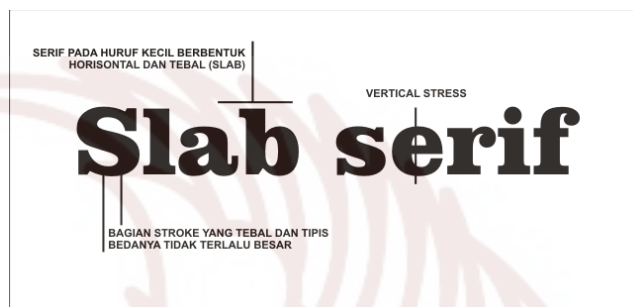 SERIF PADA HURUF KECIL BERBENTUK
HORISONTAL DAN TEBAL (SLAB)
VERTICAL STRESS
Slab serif
BAGIAN STROKE YANG TEBAL DAN TIPIS
BEDANYA TIDAK TERLALU BESAR